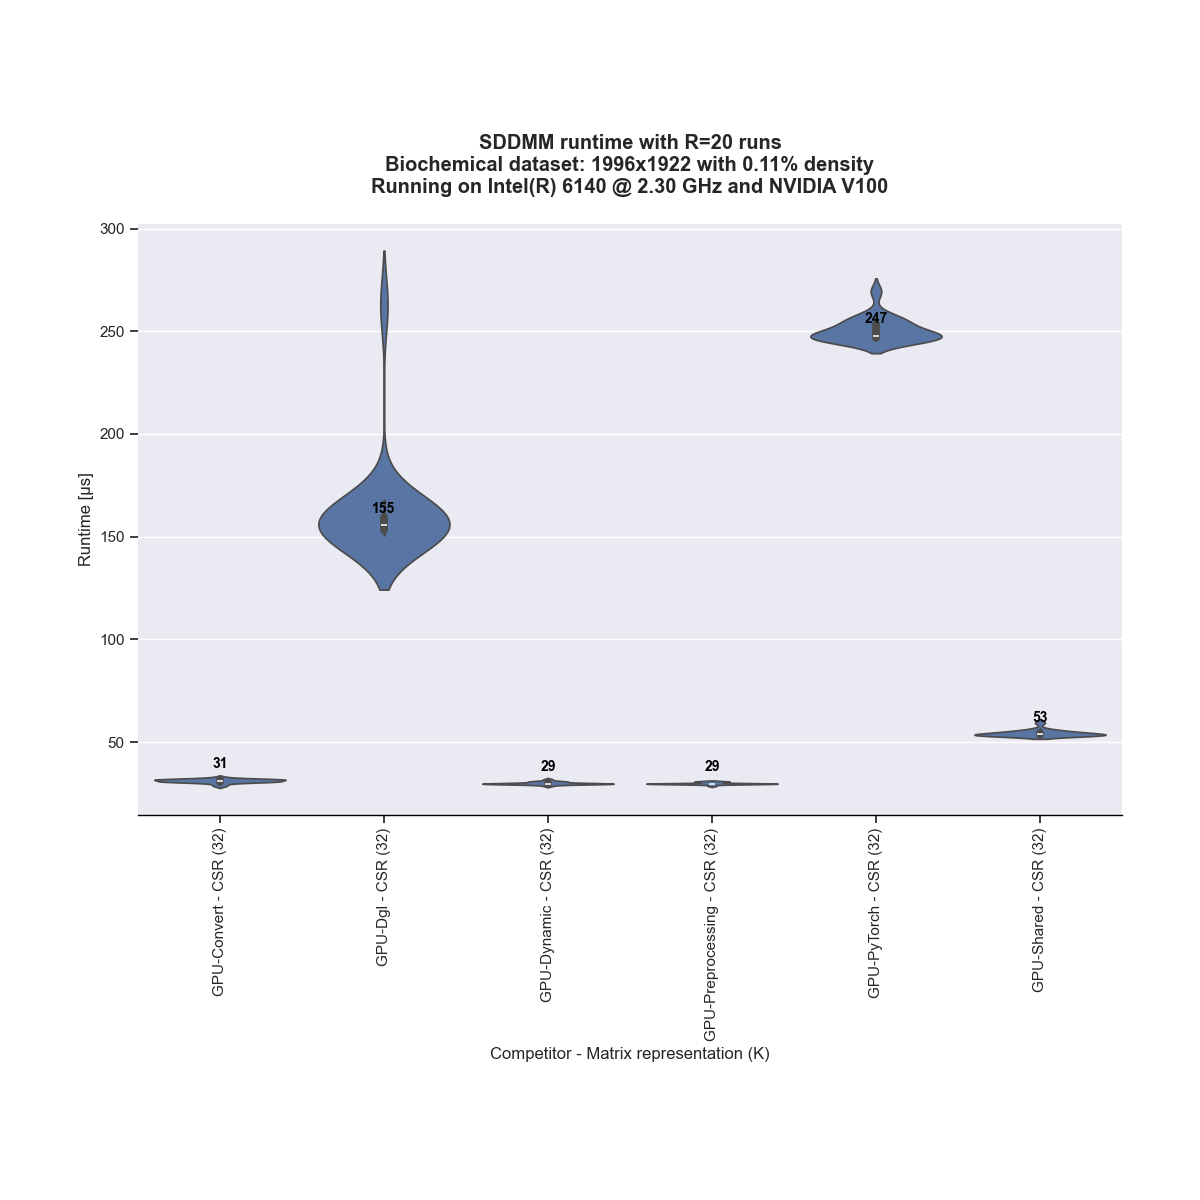 SDDMM runtime with R=20 runs
Biochemical dataset: 1996x1922 with 0.11% density
Running on Intel(R) 6140 @ 2.30 GHz and NVIDIA V100
Runtime [µs]
300
250
200
150
100
50
31
155
29
29
247
53
GPU-Convert - CSR (32)
GPU-Dgl - CSR (32)
GPU-Dynamic - CSR (32)
GPU-Preprocessing - CSR (32)
GPU-PyTorch - CSR (32)
GPU-Shared - CSR (32)
Competitor - Matrix representation (K)